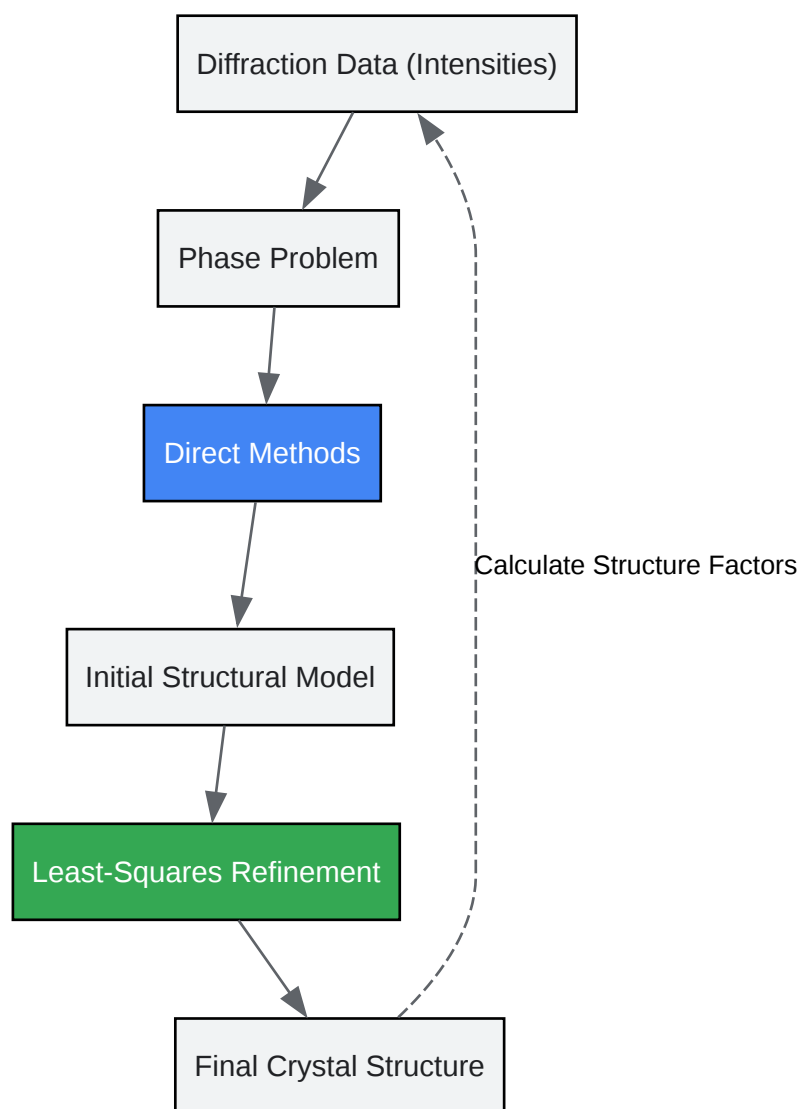 Diffraction Data (Intensities)
Phase Problem
Direct Methods
Calculate Structure Factors
Initial Structural Model
Least-Squares Refinement
Final Crystal Structure